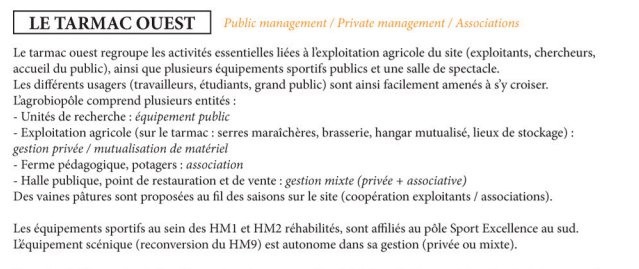 LE TARMAC OUEST Public management / Private management / Associations
Le tarmac ouest regroupe les activités essentielles liées à l'exploitation agricole du site (exploitants, chercheurs,
accueil du public), ainsi que plusieurs équipements sportifs publics et une salle de spectacle.
Les différents usagers (travailleurs, étudiants, grand public) sont ainsi facilement amenés à s'y croiser.
L'agrobiopôle comprend plusieurs entités :
- Unités de recherche : équipement public
- Exploitation agricole (sur le tarmac : serres maraîchères, brasserie, hangar mutualisé, lieux de stockage) :
gestion privée / mutualisation de matériel
- Ferme pédagogique, potagers : association
- Halle publique, point de restauration et de vente : gestion mixte (privée + associative)
Des vaines pâtures sont proposées au fil des saisons sur le site (coopération exploitants / associations).
Les équipements sportifs au sein des HM1 et HM2 réhabilités, sont affiliés au pôle Sport Excellence au sud.
L'équipement scénique (reconversion du HM9) est autonome dans sa gestion (privée ou mixte).